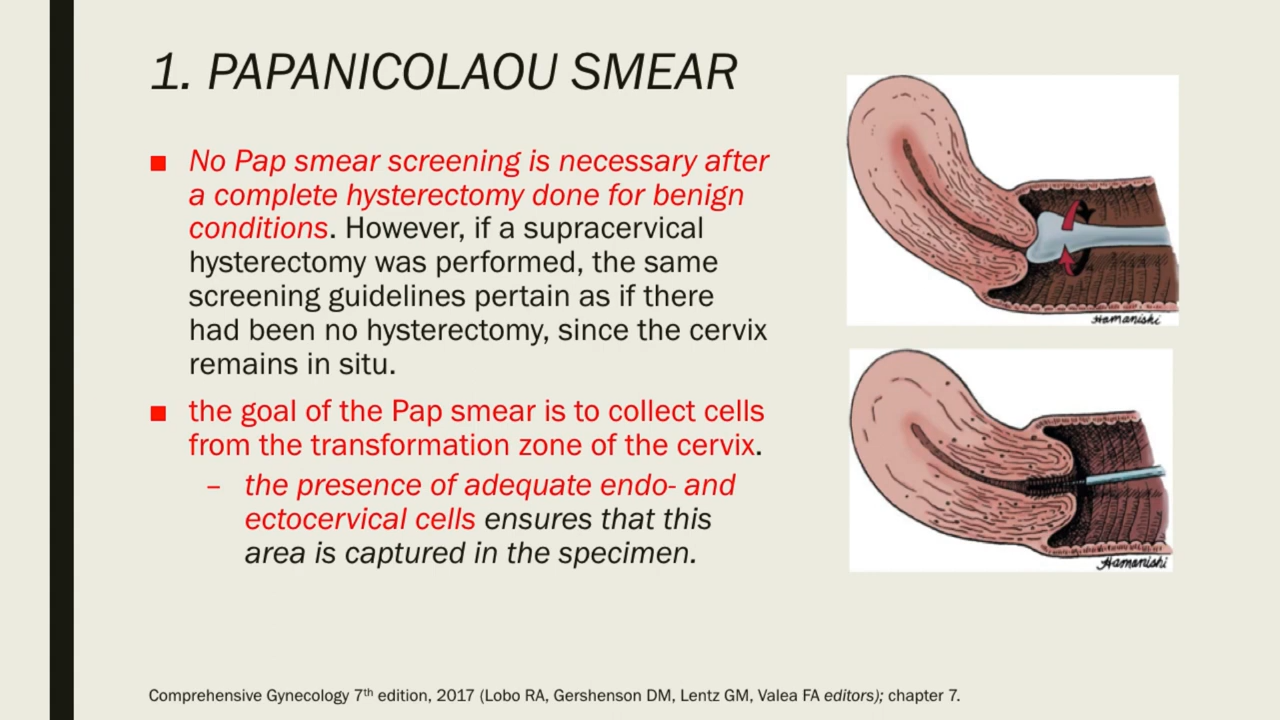 1. PAPANICOLAOU SMEAR
■ No Pap smear screening is necessary after
a complete hysterectomy done for benign
conditions. However, if a supracervical
hysterectomy was performed, the same
screening guidelines pertain as if there
had been no hysterectomy, since the cervix
remains in situ.
■ the goal of the Pap smear is to collect cells
from the transformation zone of the cervix.
– the presence of adequate endo- and
ectocervical cells ensures that this
area is captured in the specimen.
Hamanishi
Hamanishi
Comprehensive Gynecology 7th edition, 2017 (Lobo RA, Gershenson DM, Lentz GM, Valea FA editors); chapter 7.